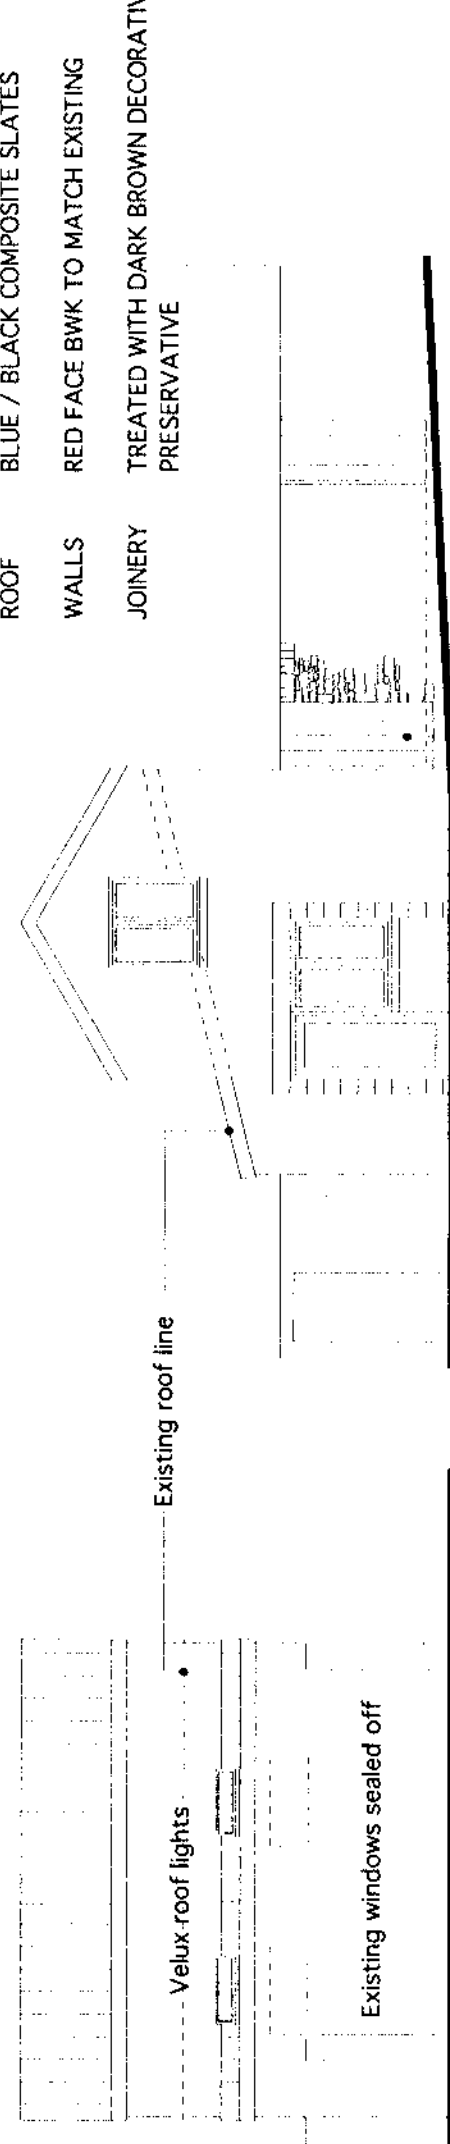 ROOF BLUE / BLACK COMPOSITE SLATES
WALLS RED FACE BWK TO MATCH EXISTING
JOINERY TREATED WITH DARK BROWN DECORATIV
PRESERVATIVE
Existing roof line
Velux roof lights
Existing windows sealed off